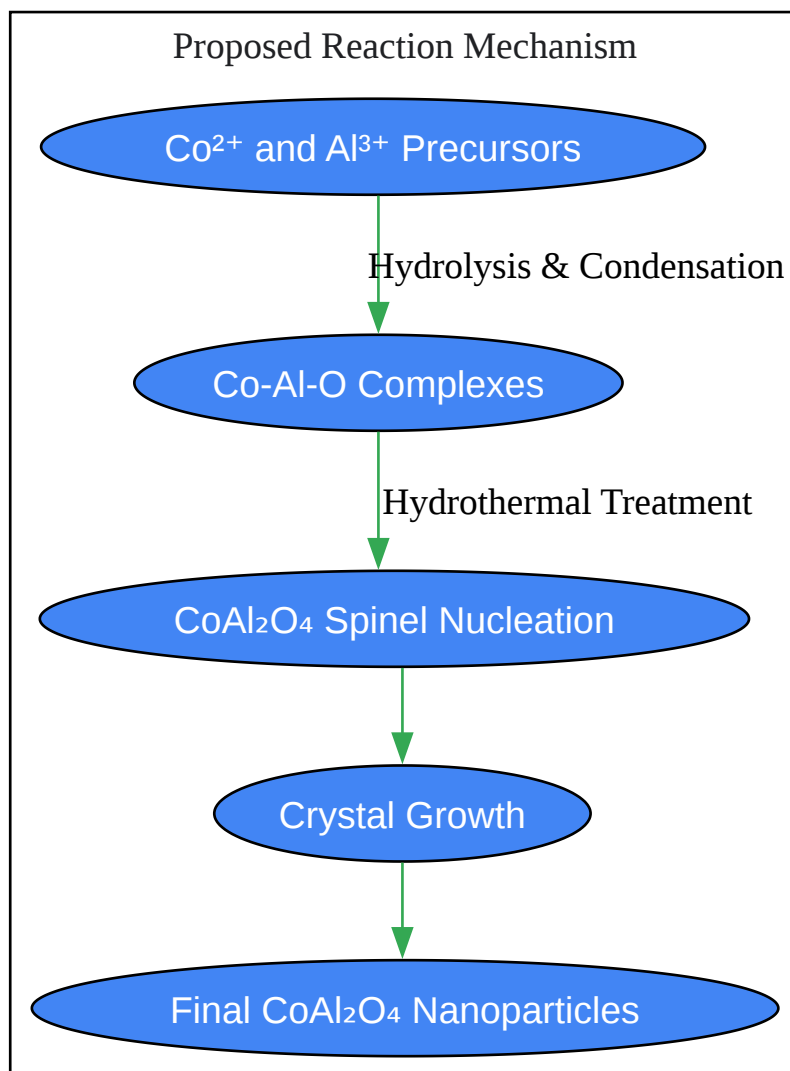 Proposed Reaction Mechanism
Co²⁺ and Al³⁺ Precursors
Hydrolysis & Condensation
Co-Al-O Complexes
Hydrothermal Treatment
CoAl₂O₄ Spinel Nucleation
Crystal Growth
Final CoAl₂O₄ Nanoparticles